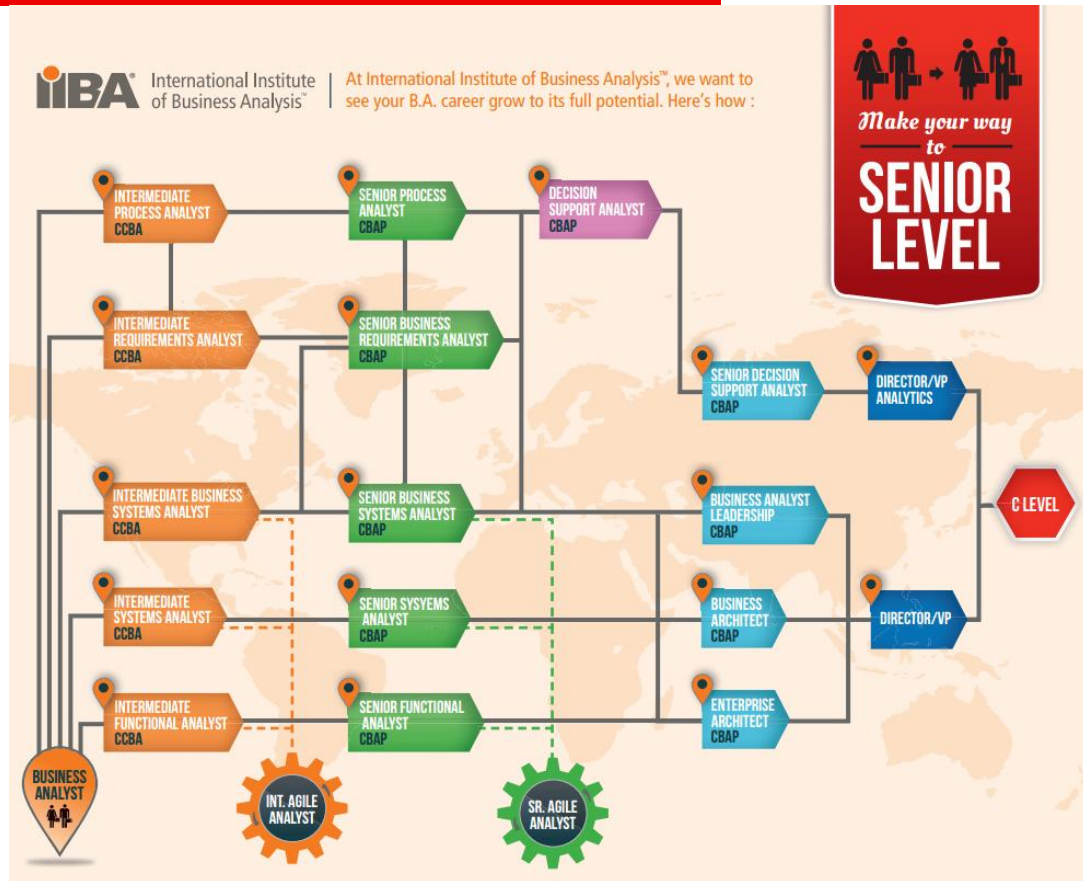 iiBA® International Institute
of Business Analysis™
At International Institute of Business Analysis™, we want to
see your B.A. career grow to its full potential. Here's how :
Make your way
to
SENIOR
LEVEL
INTERMEDIATE
PROCESS ANALYST
CCBA
SENIOR PROCESS
ANALYST
CBAP
DECISION
SUPPORT ANALYST
CBAP
INTERMEDIATE
REQUIREMENTS ANALYST
CCBA
SENIOR BUSINESS
REQUIREMENTS ANALYST
CBAP
SENIOR DECISION
SUPPORT ANALYST
CBAP
DIRECTOR/VP
ANALYTICS
INTERMEDIATE BUSINESS
SYSTEMS ANALYST
CCBA
SENIOR BUSINESS
SYSTEMS ANALYST
CBAP
BUSINESS ANALYST
LEADERSHIP
CBAP
C LEVEL
INTERMEDIATE
SYSTEMS ANALYST
CCBA
SENIOR SYSYEMS
ANALYST
CBAP
BUSINESS
ARCHITECT
CBAP
DIRECTOR/VP
INTERMEDIATE
FUNCTIONAL ANALYST
CCBA
SENIOR FUNCTIONAL
ANALYST
CBAP
ENTERPRISE
ARCHITECT
CBAP
BUSINESS
ANALYST
INT. AGILE
ANALYST
SR. AGILE
ANALYST